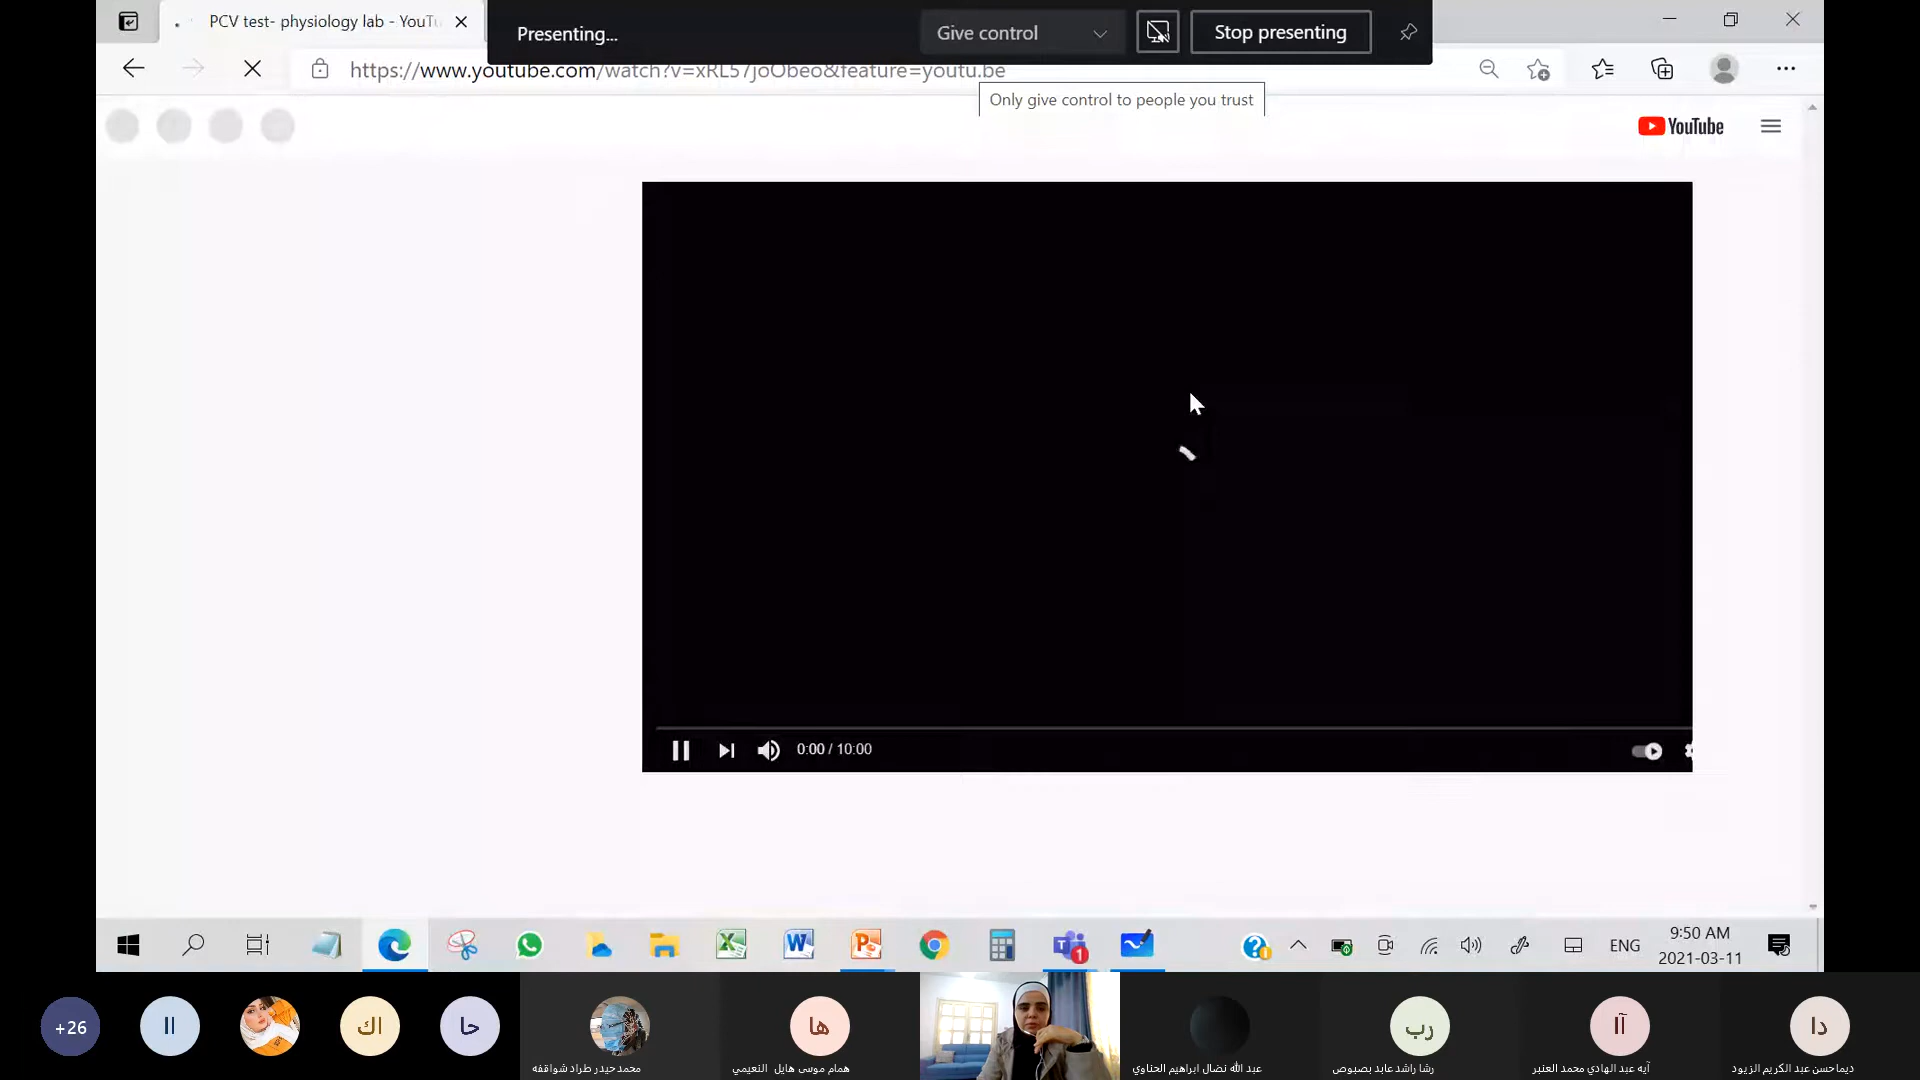 PCV test- physiology lab - YouTu
Presenting...
Give control
Stop presenting
https://www.youtube.com/watch?v=xRL57joObeo&feature=youtu.be
Only give control to people you trust
YouTube
0:00 / 10:00
1
ENG
9:50 AM
2021-03-11
+26
اا
اك
حا
محمد حيدر طراد شواقفه
ها
همام موسى هايل النعيمي
عبد الله نضال ابراهيم الحناوي
رب
رشا راشد عابد بصبوص
آآ
آيه عبد الهادي محمد العنبر
دا
ديما حسن عبد الكريم الزيود